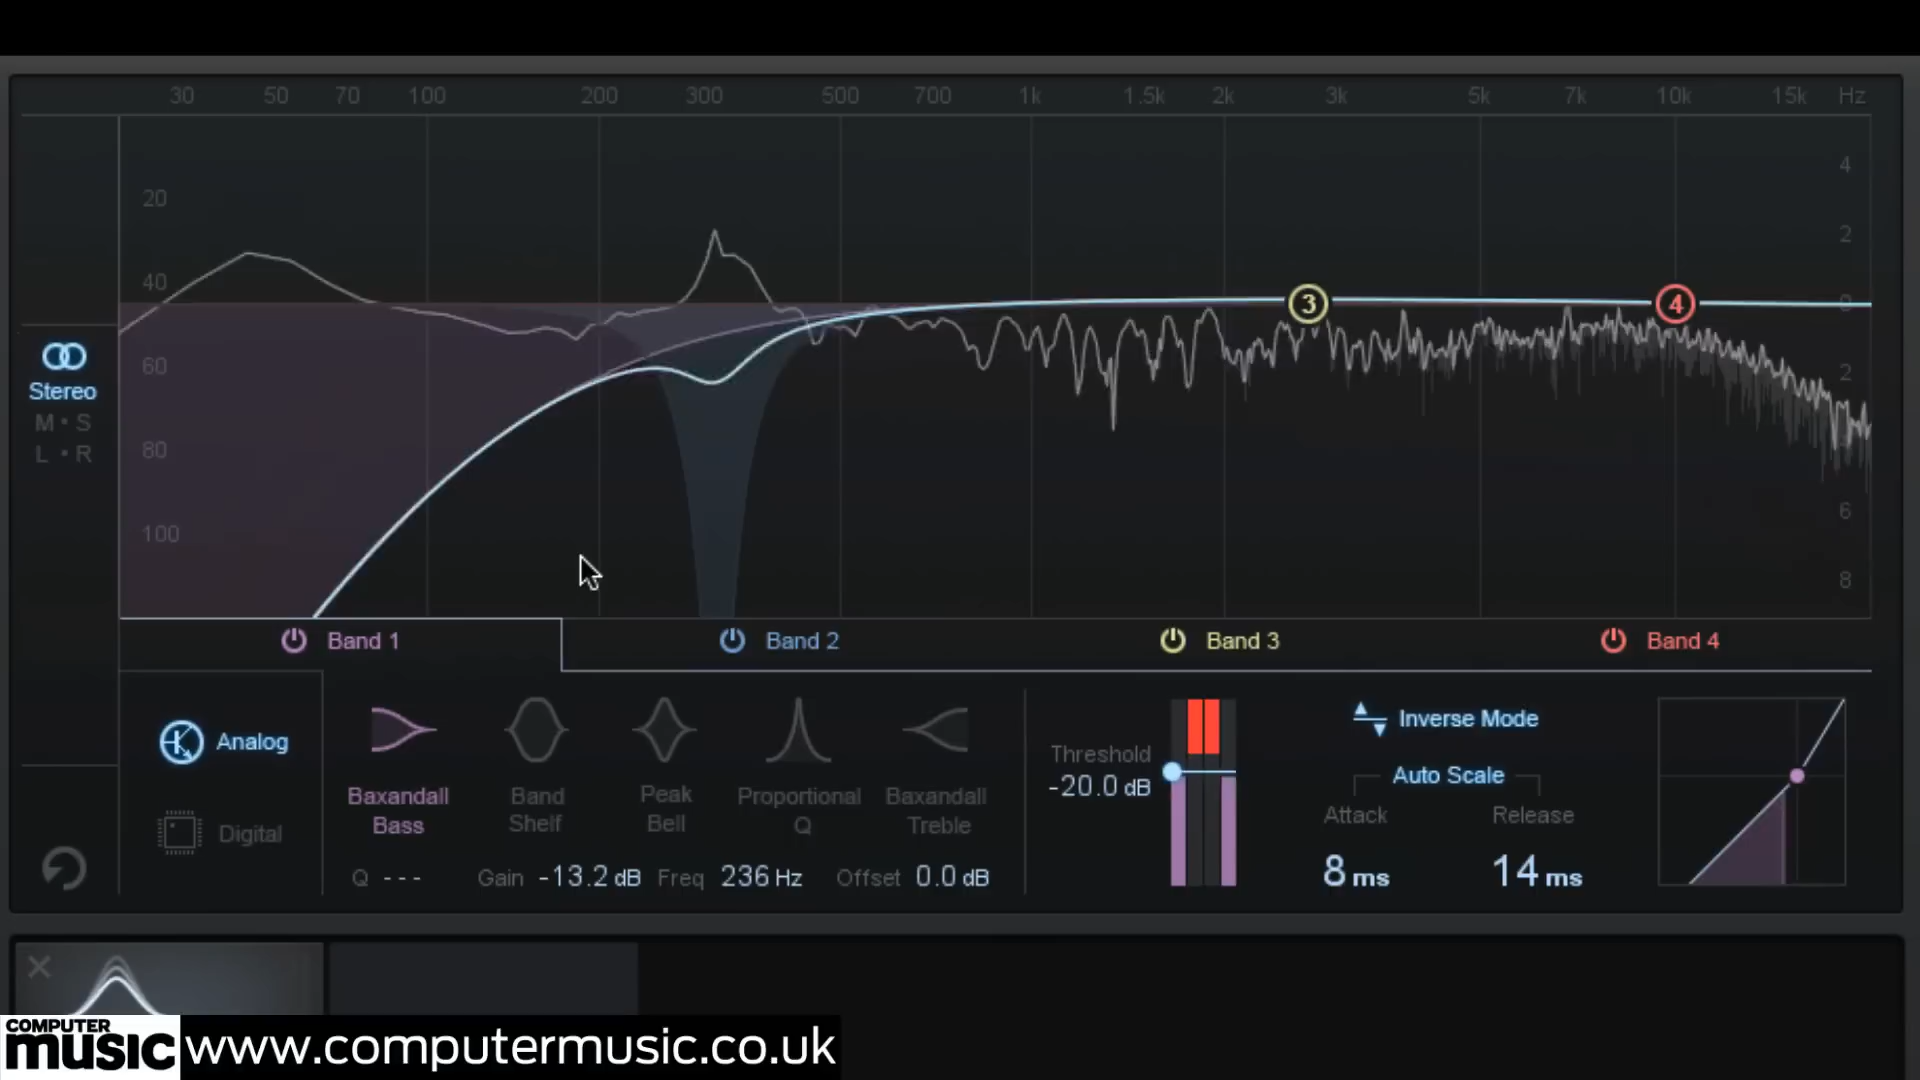 30 50 70 100 200 300 500 700 1k 1.5k 2k 3k 5k 7k 10k 15k Hz
4
20
2
40
3
4
0
Stereo
60
2
M • S
L • R
80
100
6
8
Band 1
Band 2
Band 3
Band 4
Analog
Digital
Baxandall
Bass
Band
Shelf
Peak
Bell
Proportional
Q
Baxandall
Treble
Q ---
Gain -13.2 dB
Freq 236 Hz
Offset 0.0 dB
Threshold
-20.0 dB
Inverse Mode
Auto Scale
Attack
Release
8 ms
14 ms
COMPUTER
MUSIC
www.computermusic.co.uk